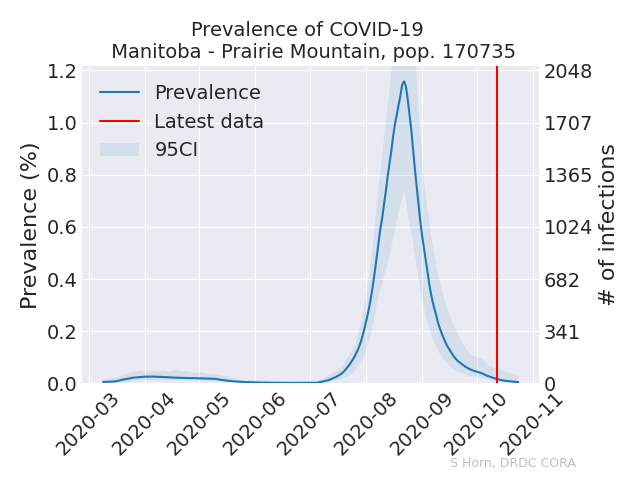 Prevalence of COVID-19
Manitoba - Prairie Mountain, pop. 170735
Prevalence (%)
1.2
1.0
0.8
0.6
0.4
0.2
0.0
Prevalence
Latest data
95CI
2048
1707
1365
1024
682
341
0
# of infections
2020-03
2020-04
2020-05
2020-06
2020-07
2020-08
2020-09
2020-10
2020-11
S Horn, DRDC CORA